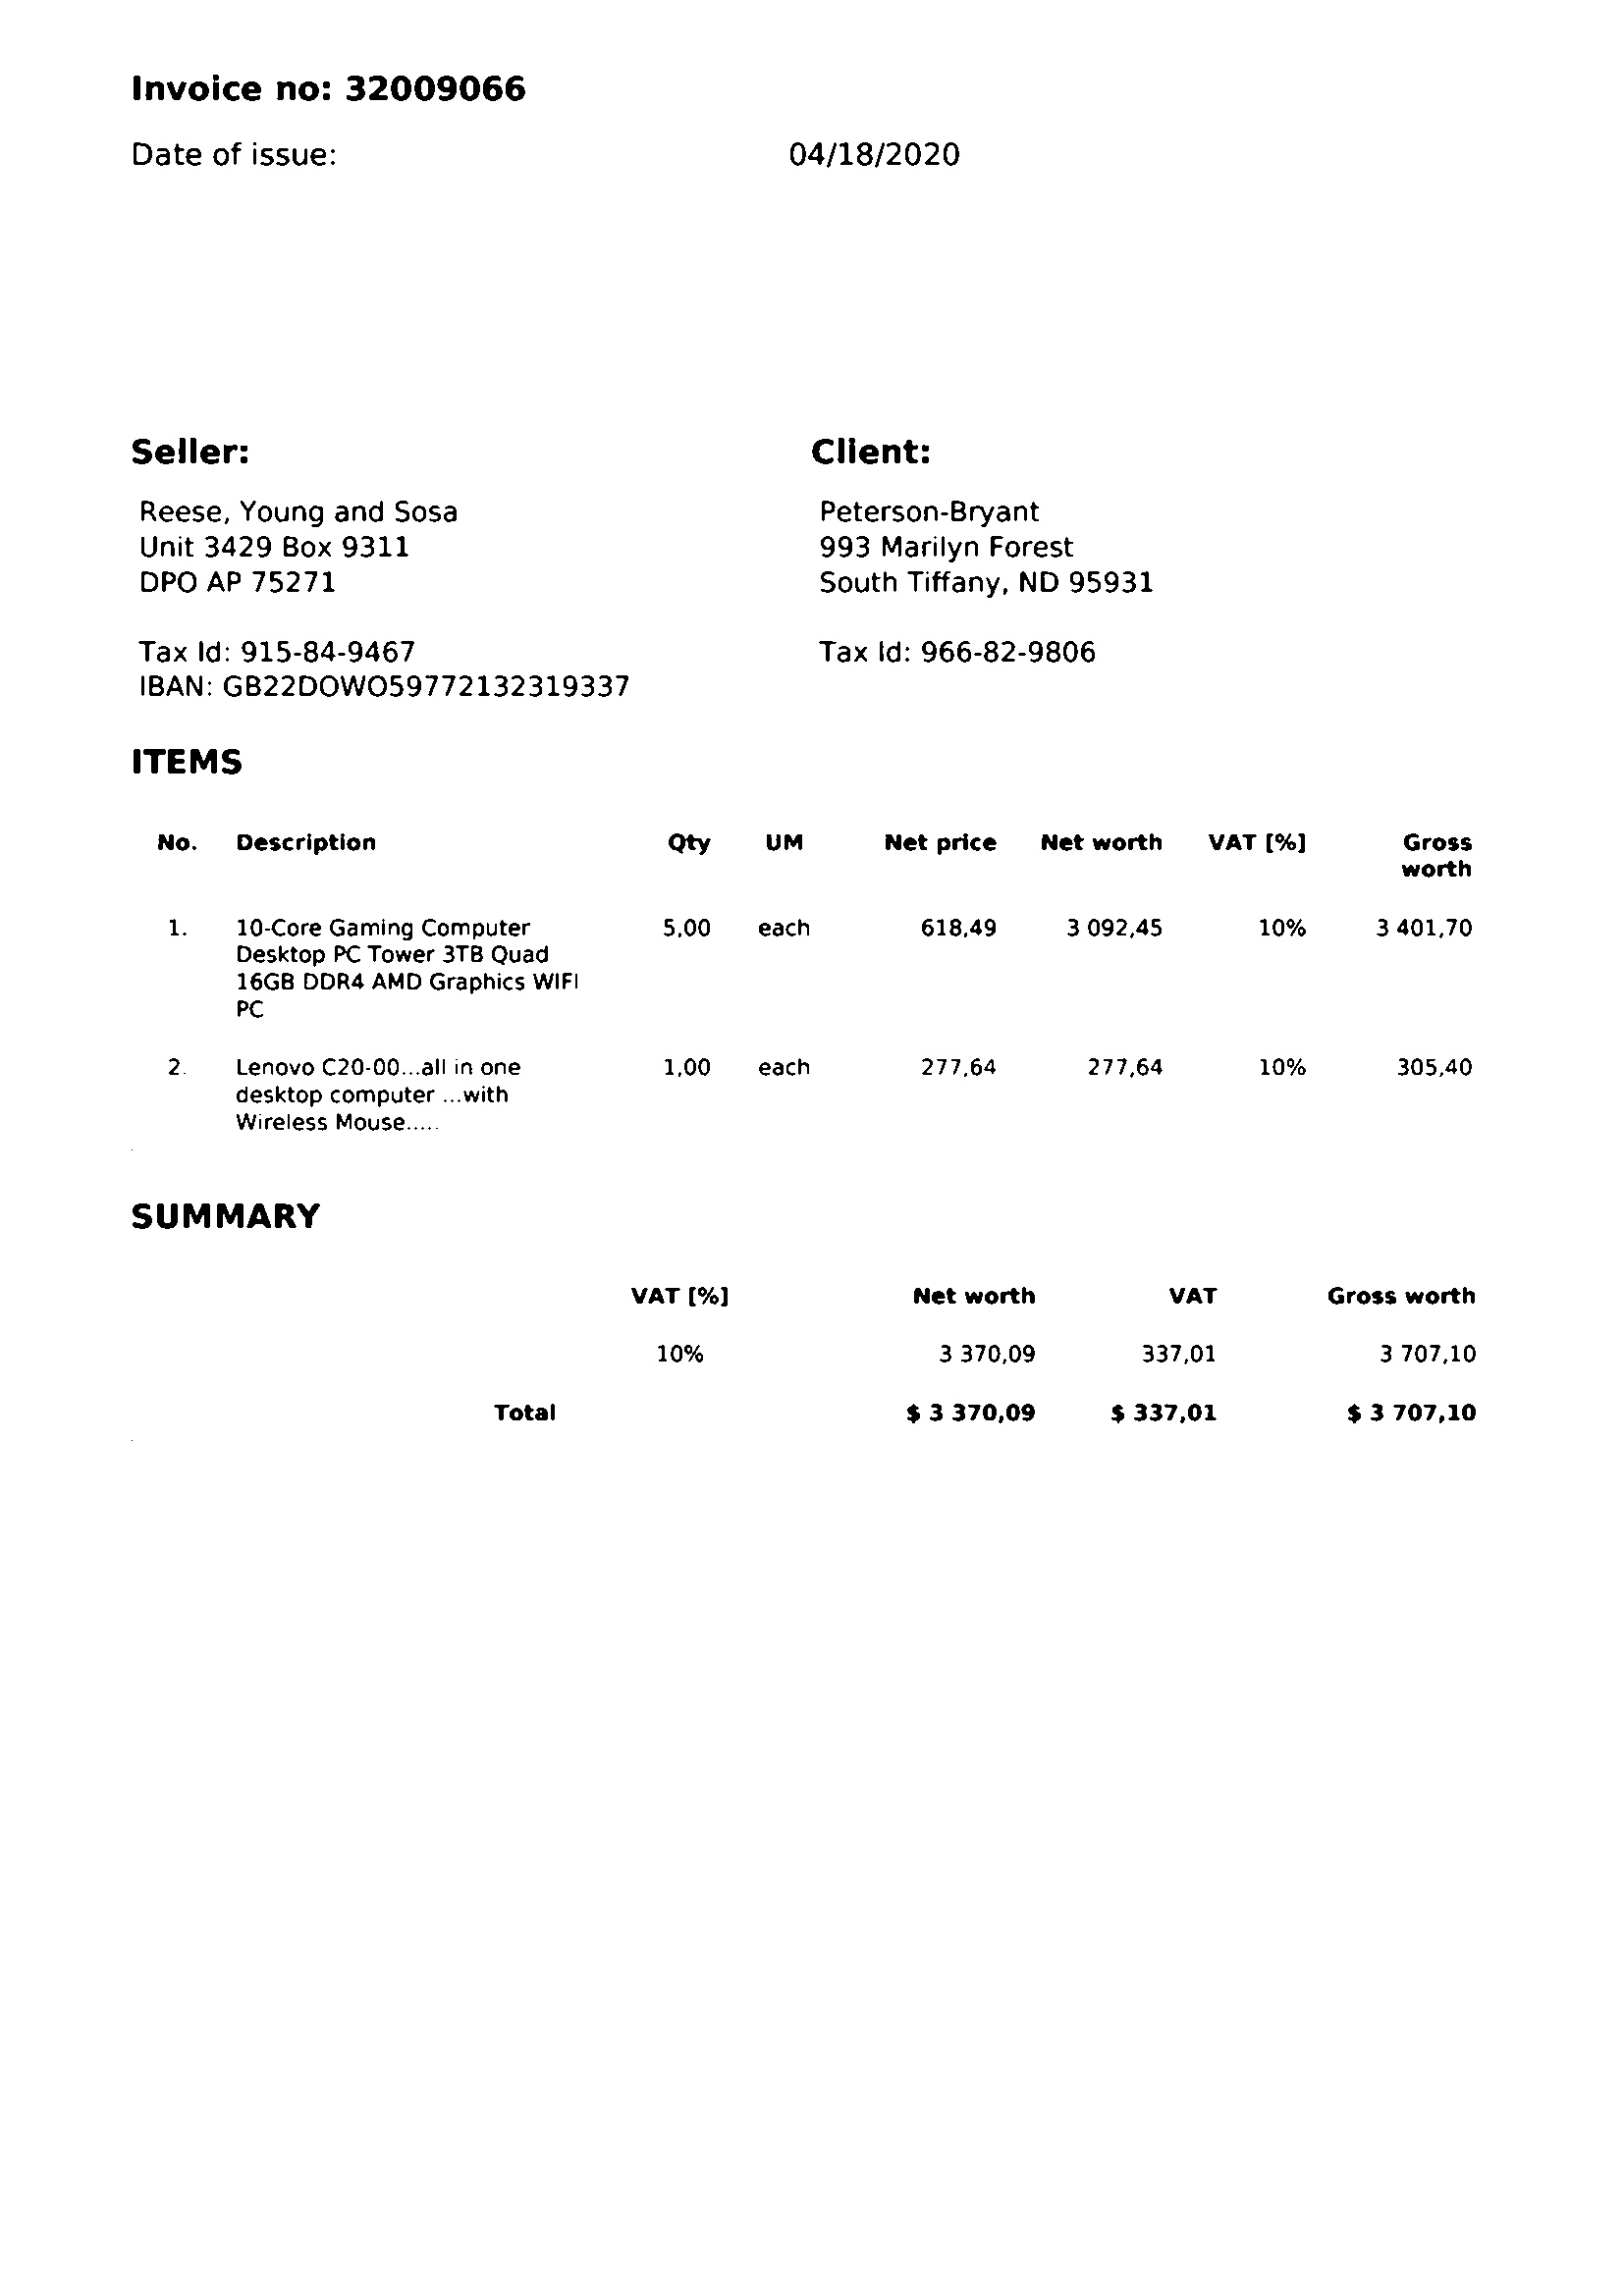 Invoice no: 32009066
Date of issue: 04/18/2020
Seller: Client:
Reese, Young and Sosa Peterson-Bryant
Unit 3429 Box 9311 993 Marilyn Forest
DPO AP 75271 South Tiffany, ND 95931
Tax Id: 915-84-9467 Tax Id: 966-82-9806
IBAN: GB22DOWO59772132319337
ITEMS
No. Description Qty UM Net price Net worth VAT [%] Gross
worth
1. 10-Core Gaming Computer 5,00 each 618,49 3 092,45 10% 3 401,70
Desktop PC Tower 3TB Quad
16GB DDR4 AMD Graphics WIFI
PC
2. Lenovo C20-00...all in one 1,00 each 277,64 277,64 10% 305,40
desktop computer ...with
Wireless Mouse.....
SUMMARY
VAT [%] Net worth VAT Gross worth
10% 3 370,09 337,01 3 707,10
Total $ 3 370,09 $ 337,01 $ 3 707,10